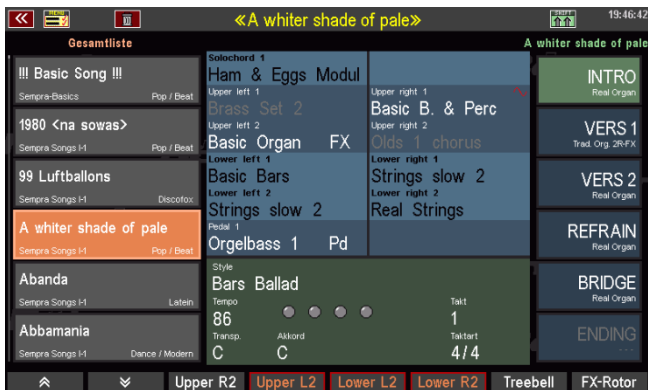 MENU
«A whiter shade of pale»
19:46:42
Gesamtliste
A whiter shade of pale
!!! Basic Song !!!
Sempra-Basics Pop / Beat
1980 <na sowas>
Sempra Songs H1 Pop / Beat
99 Luftballons
Sempra Songs H1 Discofox
A whiter shade of pale
Sempra Songs H1 Pop / Beat
Abanda
Sempra Songs H1 Latein
Abbamania
Sempra Songs H1 Dance / Modern
Solochord 1
Ham & Eggs Modul
Upper left 1
Brass Set 2
Upper right 1
Basic B. & Perc
Upper left 2
Basic Organ FX
Upper right 2
Olds 1 chorus
Lower left 1
Basic Bars
Lower right 1
Strings slow 2
Lower left 2
Strings slow 2
Lower right 2
Real Strings
Pedal 1
Orgelbass 1 Pd
Style
Bars Ballad
Tempo
86
Takt
1
Transp.
C
Akkord
C
Taktart
4/4
INTRO
Real Organ
VERS 1
Trad. Org. 2R-FX
VERS 2
Real Organ
REFRAIN
Real Organ
BRIDGE
Real Organ
ENDING
---
Upper R2 Upper L2 Lower L2 Lower R2 Treebell FX-Rotor